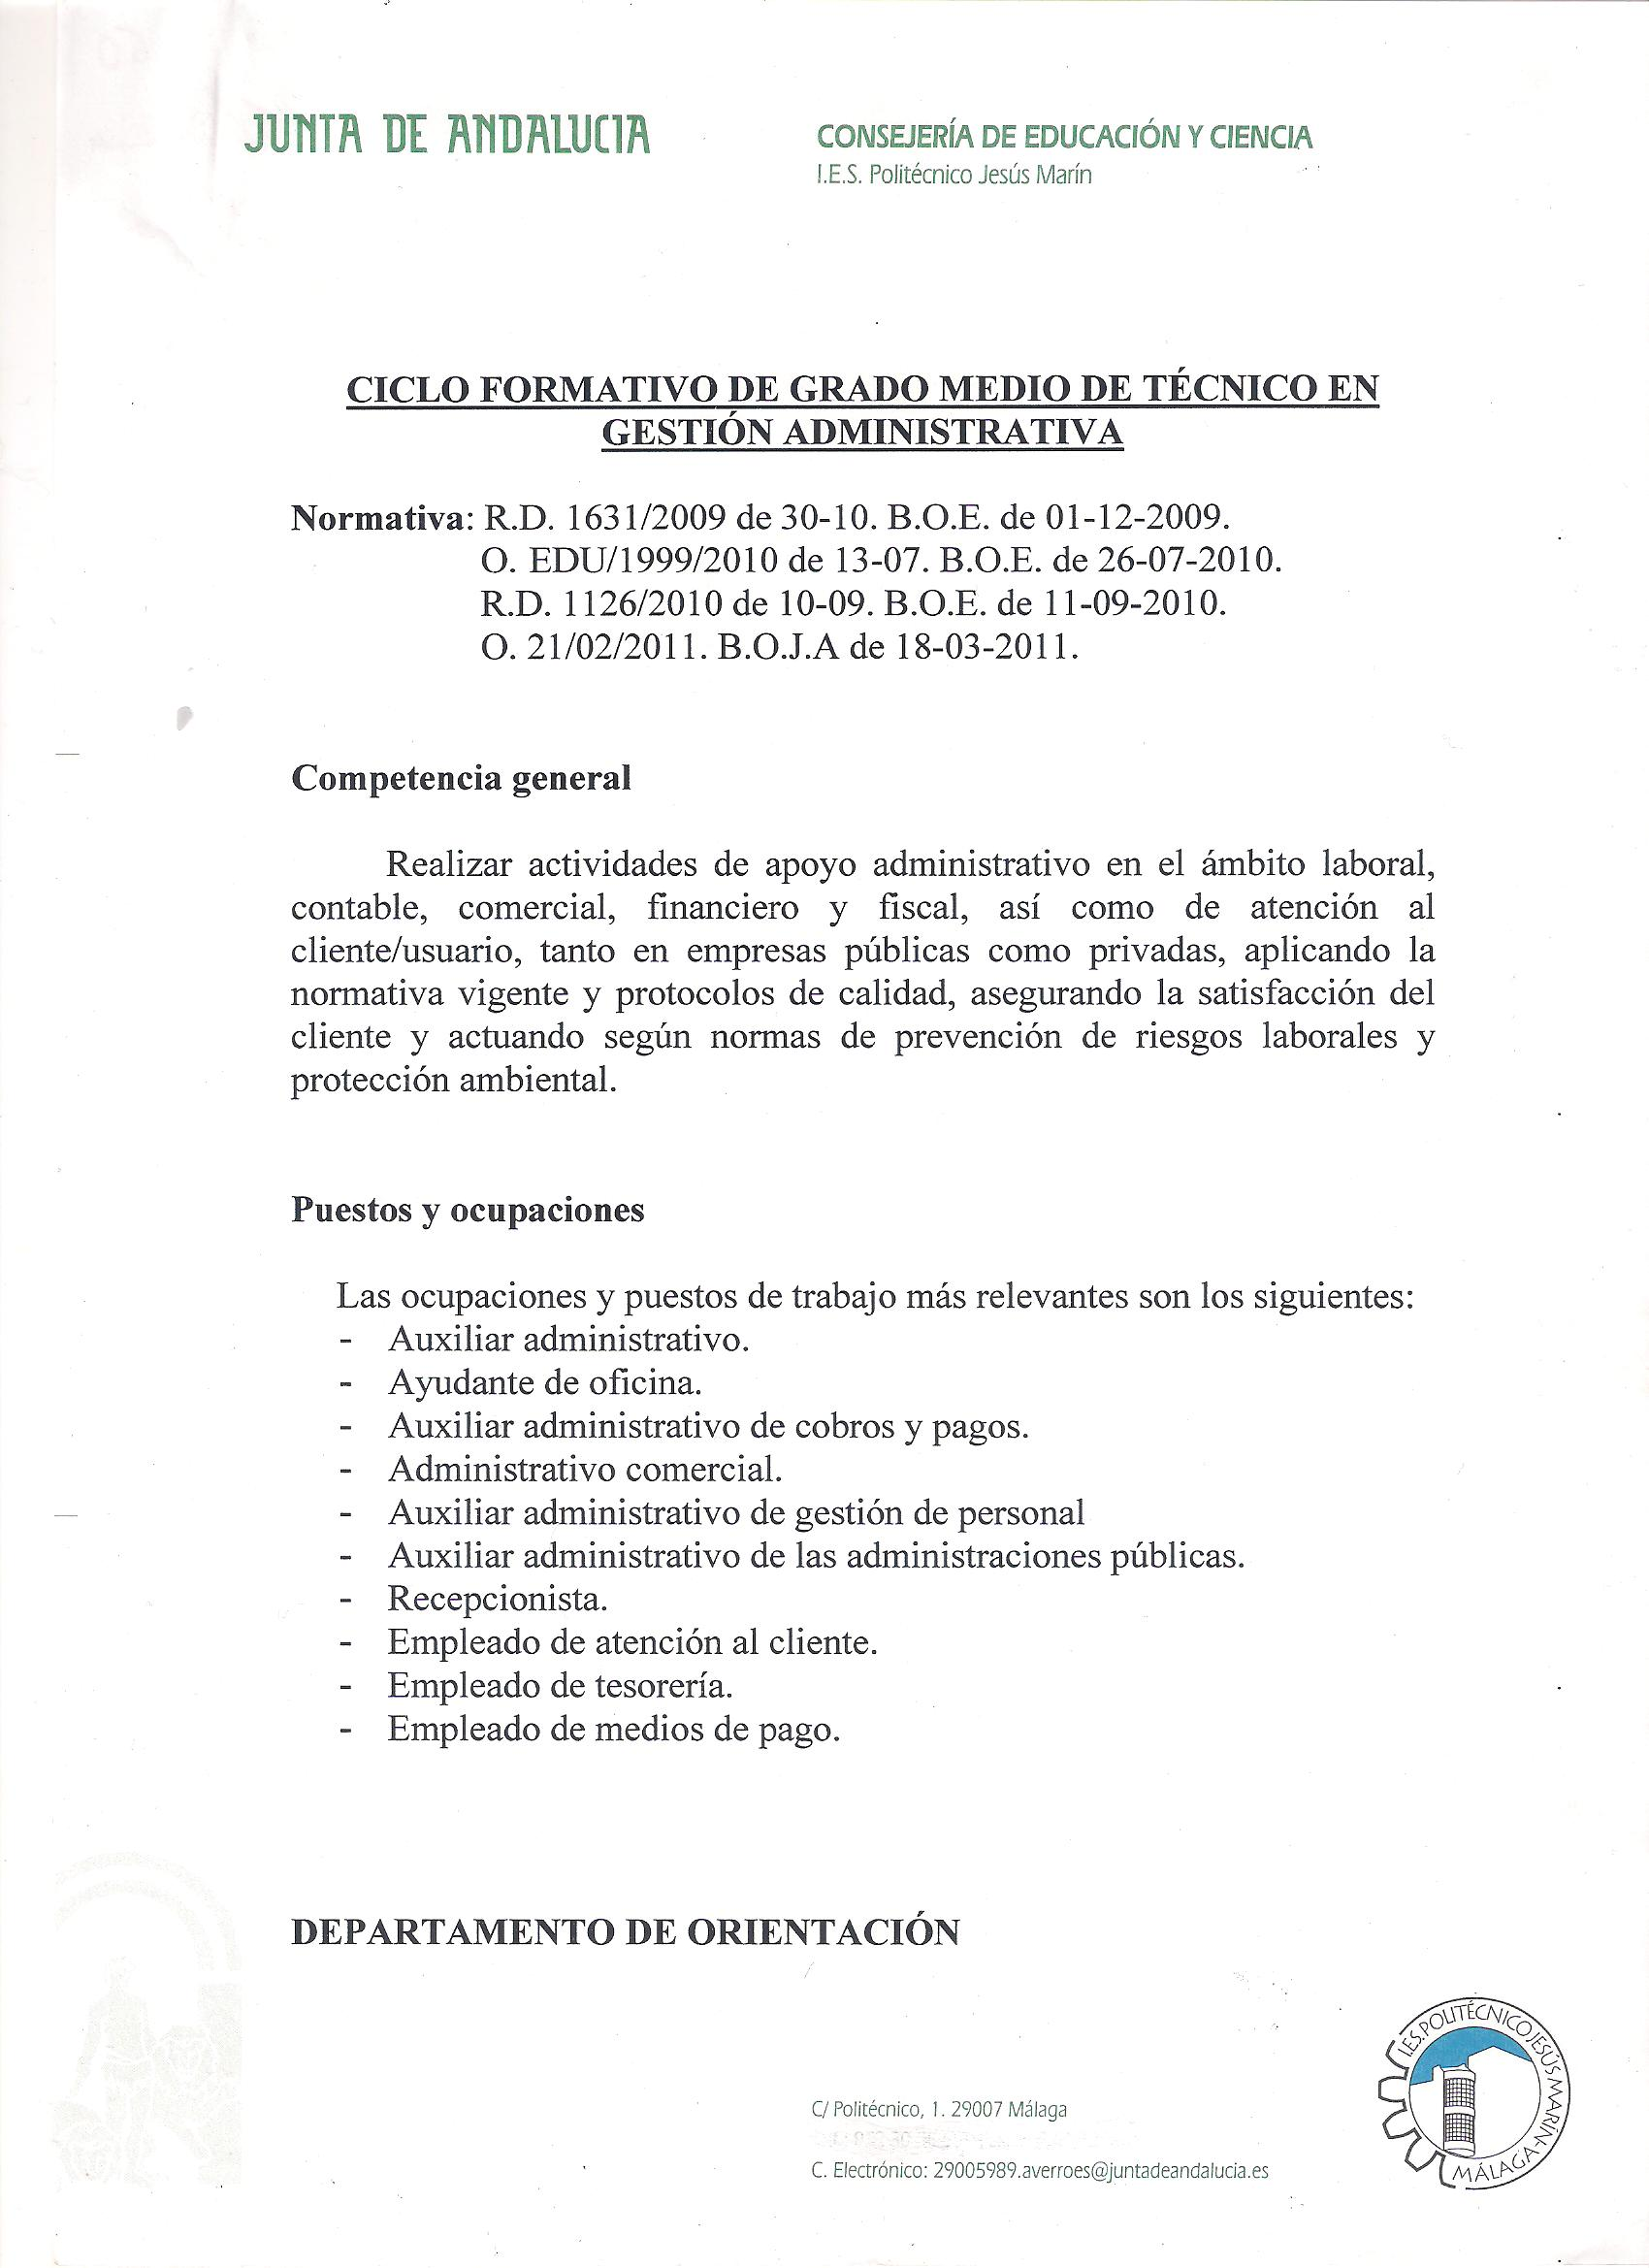 JUNTA DE ANDALUCIA
CONSEJERÍA DE EDUCACIÓN Y CIENCIA
I.E.S. Politécnico Jesús Marín
CICLO FORMATIVO DE GRADO MEDIO DE TÉCNICO EN
GESTIÓN ADMINISTRATIVA
Normativa: R.D. 1631/2009 de 30-10. B.O.E. de 01-12-2009.
O. EDU/1999/2010 de 13-07. B.O.E. de 26-07-2010.
R.D. 1126/2010 de 10-09. B.O.E. de 11-09-2010.
O. 21/02/2011. B.O.J.A de 18-03-2011.
Competencia general
Realizar actividades de apoyo administrativo en el ámbito laboral,
contable, comercial, financiero y fiscal, así como de atención al
cliente/usuario, tanto en empresas públicas como privadas, aplicando la
normativa vigente y protocolos de calidad, asegurando la satisfacción del
cliente y actuando según normas de prevención de riesgos laborales y
protección ambiental.
Puestos y ocupaciones
Las ocupaciones y puestos de trabajo más relevantes son los siguientes:
- Auxiliar administrativo.
- Ayudante de oficina.
- Auxiliar administrativo de cobros y pagos.
- Administrativo comercial.
- Auxiliar administrativo de gestión de personal
- Auxiliar administrativo de las administraciones públicas.
- Recepcionista.
- Empleado de atención al cliente.
- Empleado de tesorería.
- Empleado de medios de pago.
DEPARTAMENTO DE ORIENTACIÓN
C/ Politécnico, 1. 29007 Málaga
C. Electrónico: 29005989.averroes@juntadeandalucia.es
I.E.S. POLITÉCNICO JESÚS MARÍN-MÁLAGA-